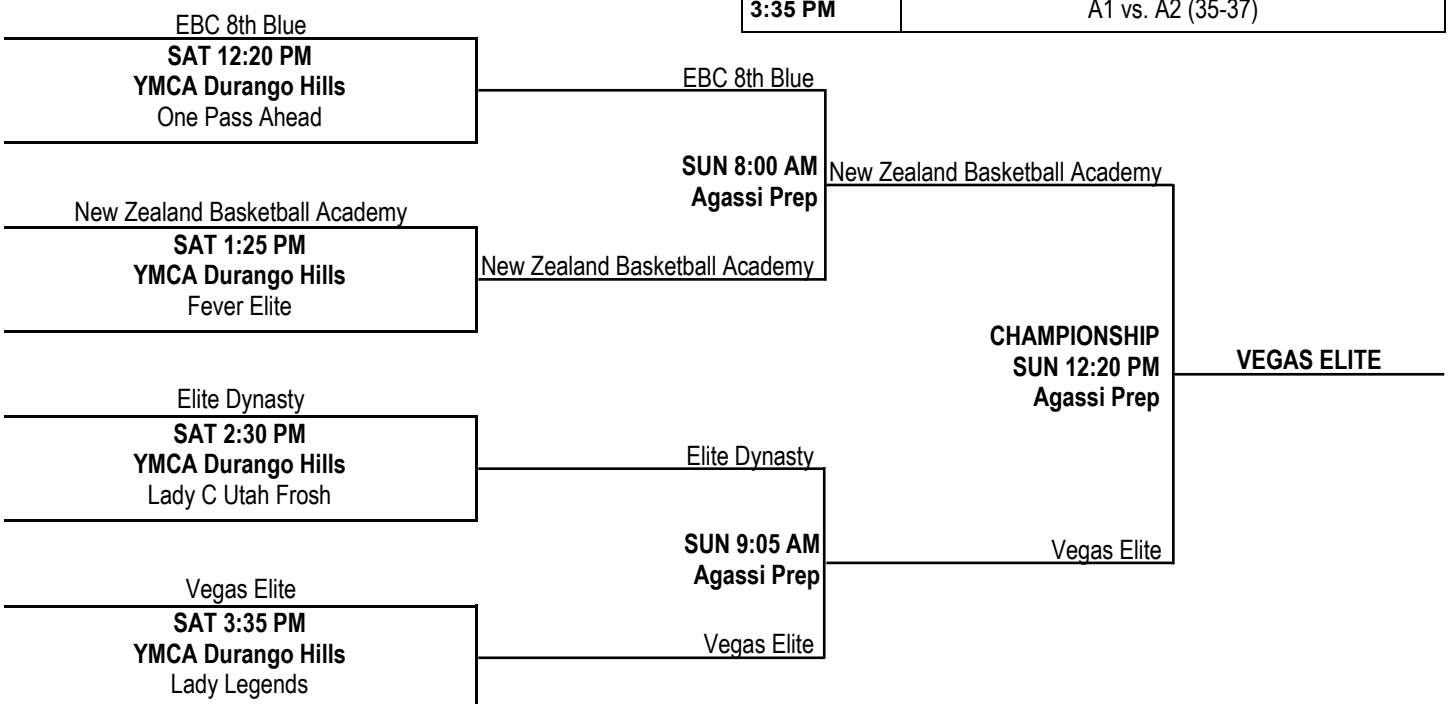 3:35 PM A1 vs. A2 (35-37)
EBC 8th Blue
SAT 12:20 PM
YMCA Durango Hills
One Pass Ahead
EBC 8th Blue
SUN 8:00 AM
Agassi Prep
New Zealand Basketball Academy
New Zealand Basketball Academy
SAT 1:25 PM
YMCA Durango Hills
Fever Elite
New Zealand Basketball Academy
CHAMPIONSHIP
SUN 12:20 PM
Agassi Prep
VEGAS ELITE
Elite Dynasty
SAT 2:30 PM
YMCA Durango Hills
Lady C Utah Frosh
Elite Dynasty
SUN 9:05 AM
Agassi Prep
Vegas Elite
Vegas Elite
SAT 3:35 PM
YMCA Durango Hills
Lady Legends
Vegas Elite